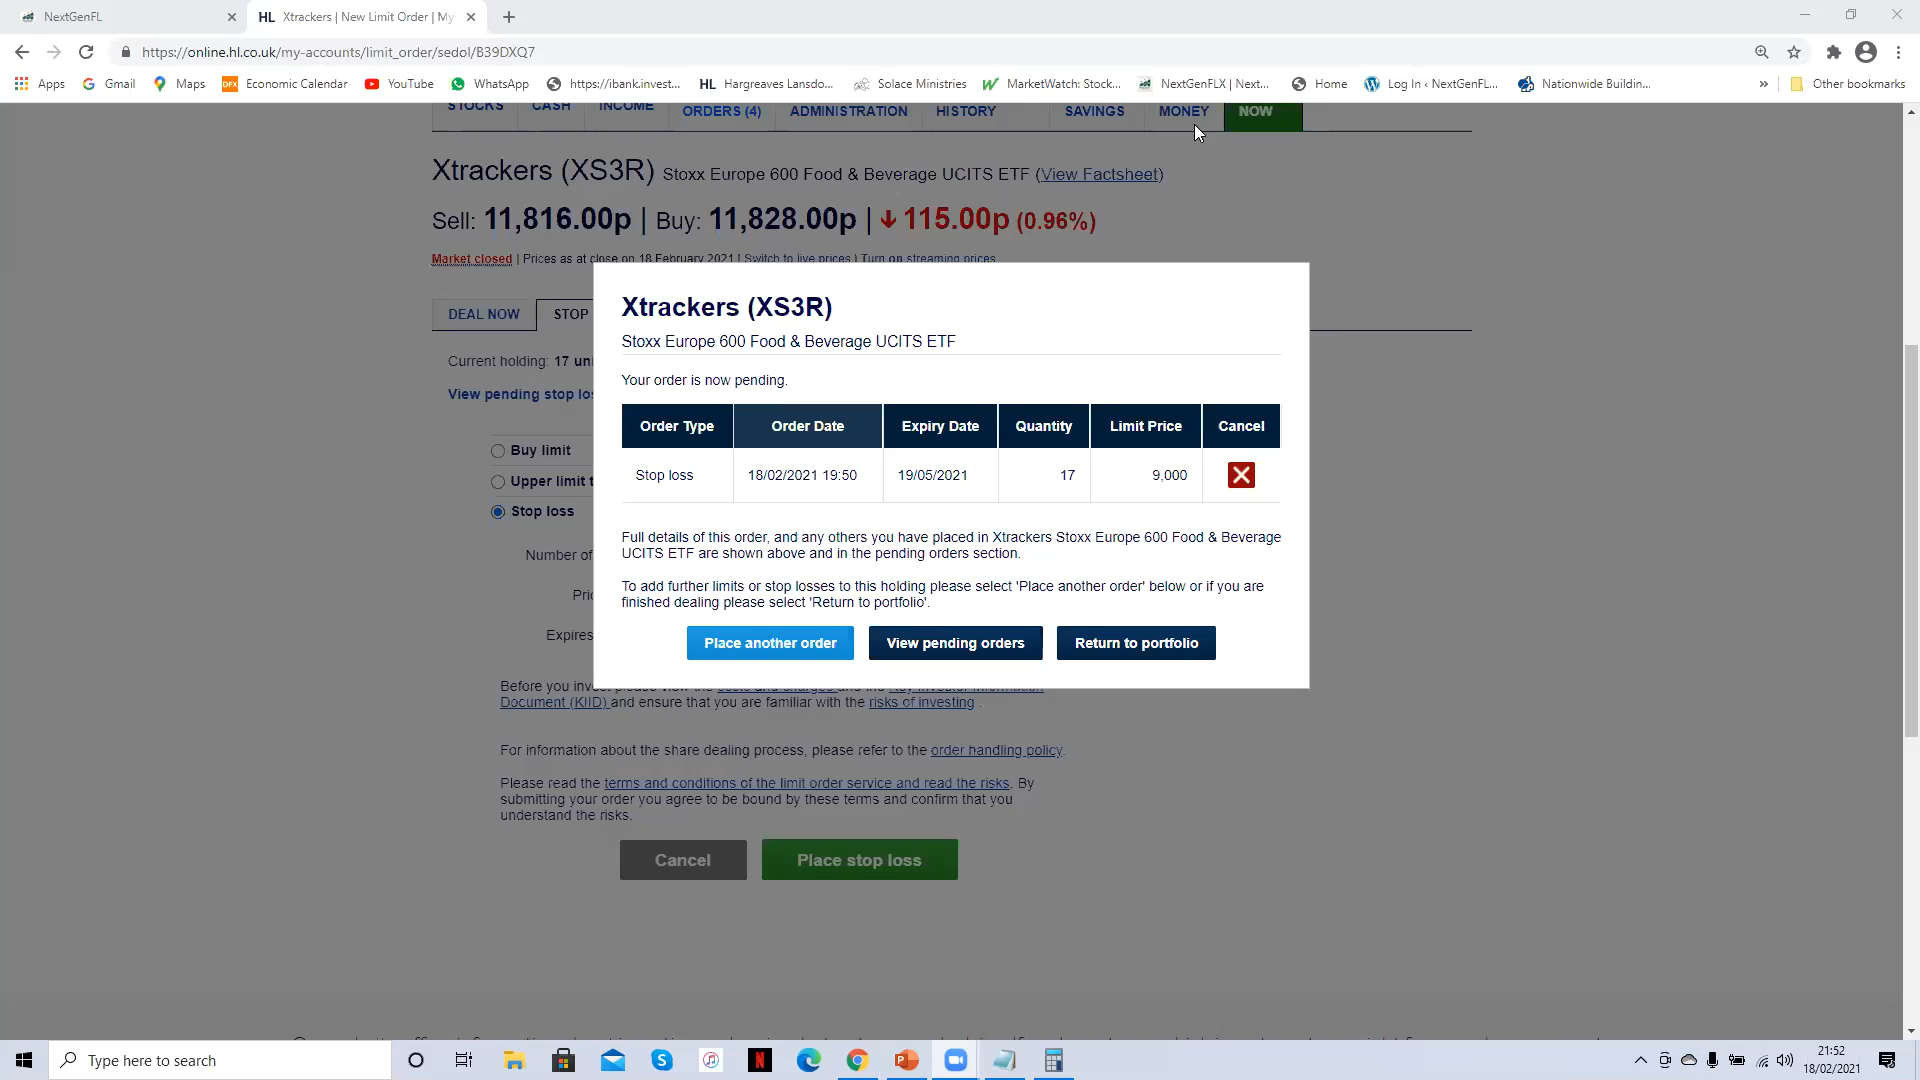 NextGenFL
HL Xtrackers | New Limit Order | My
https://online.hl.co.uk/my-accounts/limit_order/sedol/B39DXQ7
Apps
Gmail
Maps
DFX Economic Calendar
YouTube
WhatsApp
https://ibank.invest...
HL Hargreaves Lansdo...
Solace Ministries
MarketWatch: Stock...
NextGenFLX | Next...
Home
Log In ‹ NextGenFL...
Nationwide Buildin...
»
Other bookmarks
STOCKS
CASH
INCOME
ORDERS (4)
ADMINISTRATION
HISTORY
SAVINGS
MONEY
NOW
Xtrackers (XS3R) Stoxx Europe 600 Food & Beverage UCITS ETF (View Factsheet)
Sell: 11,816.00p | Buy: 11,828.00p | 115.00p (0.96%)
Market closed | Prices as at close on 18 February 2021 | Switch to live prices | Turn on streaming prices
DEAL NOW
STOP
Current holding: 17 uni
View pending stop los
Buy limit
Upper limit t
Stop loss
Number of
Pric
Expires
Xtrackers (XS3R)
Stoxx Europe 600 Food & Beverage UCITS ETF
Your order is now pending.
Order Type Order Date Expiry Date Quantity Limit Price Cancel
Stop loss 18/02/2021 19:50 19/05/2021 17 9,000
Full details of this order, and any others you have placed in Xtrackers Stoxx Europe 600 Food & Beverage
UCITS ETF are shown above and in the pending orders section.
To add further limits or stop losses to this holding please select 'Place another order' below or if you are
finished dealing please select 'Return to portfolio'.
Place another order
View pending orders
Return to portfolio
Before you invest please view the costs and charges and the Key Investor Information
Document (KIID) and ensure that you are familiar with the risks of investing .
For information about the share dealing process, please refer to the order handling policy.
Please read the terms and conditions of the limit order service and read the risks. By
submitting your order you agree to be bound by these terms and confirm that you
understand the risks.
Cancel
Place stop loss
Type here to search
21:52
18/02/2021